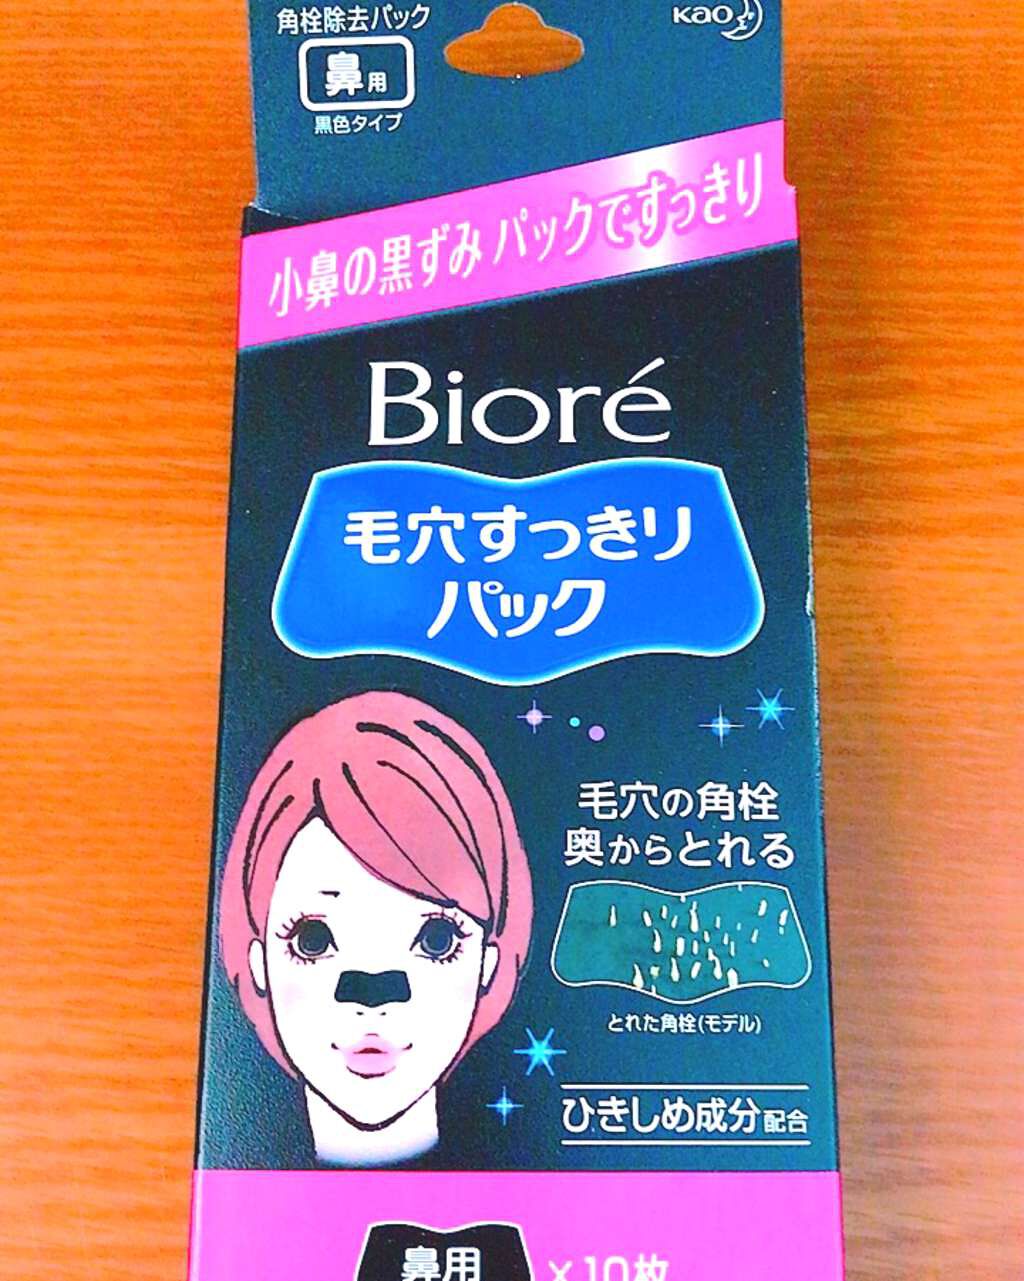 角栓除去パック
Kao
鼻用
黒色タイプ
小鼻の黒ずみ パックですっきり
Bioré
毛穴すっきり
パック
毛穴の角栓
奥からとれる
とれた角栓(モデル)
ひきしめ成分配合
鼻用
×10枚